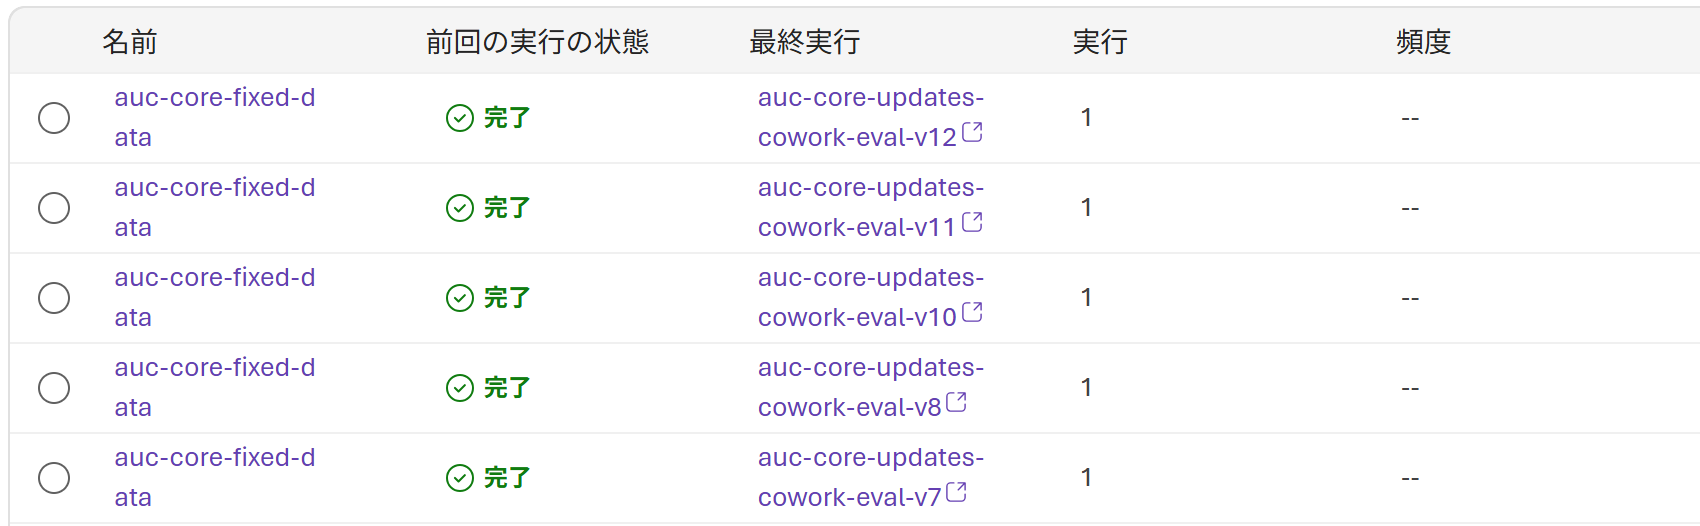 名前 前回の実行の状態 最終実行 実行 頻度
auc-core-fixed-d
ata
完了
auc-core-updates-
cowork-eval-v12
1
--
auc-core-fixed-d
ata
完了
auc-core-updates-
cowork-eval-v11
1
--
auc-core-fixed-d
ata
完了
auc-core-updates-
cowork-eval-v10
1
--
auc-core-fixed-d
ata
完了
auc-core-updates-
cowork-eval-v8
1
--
auc-core-fixed-d
ata
完了
auc-core-updates-
cowork-eval-v7
1
--